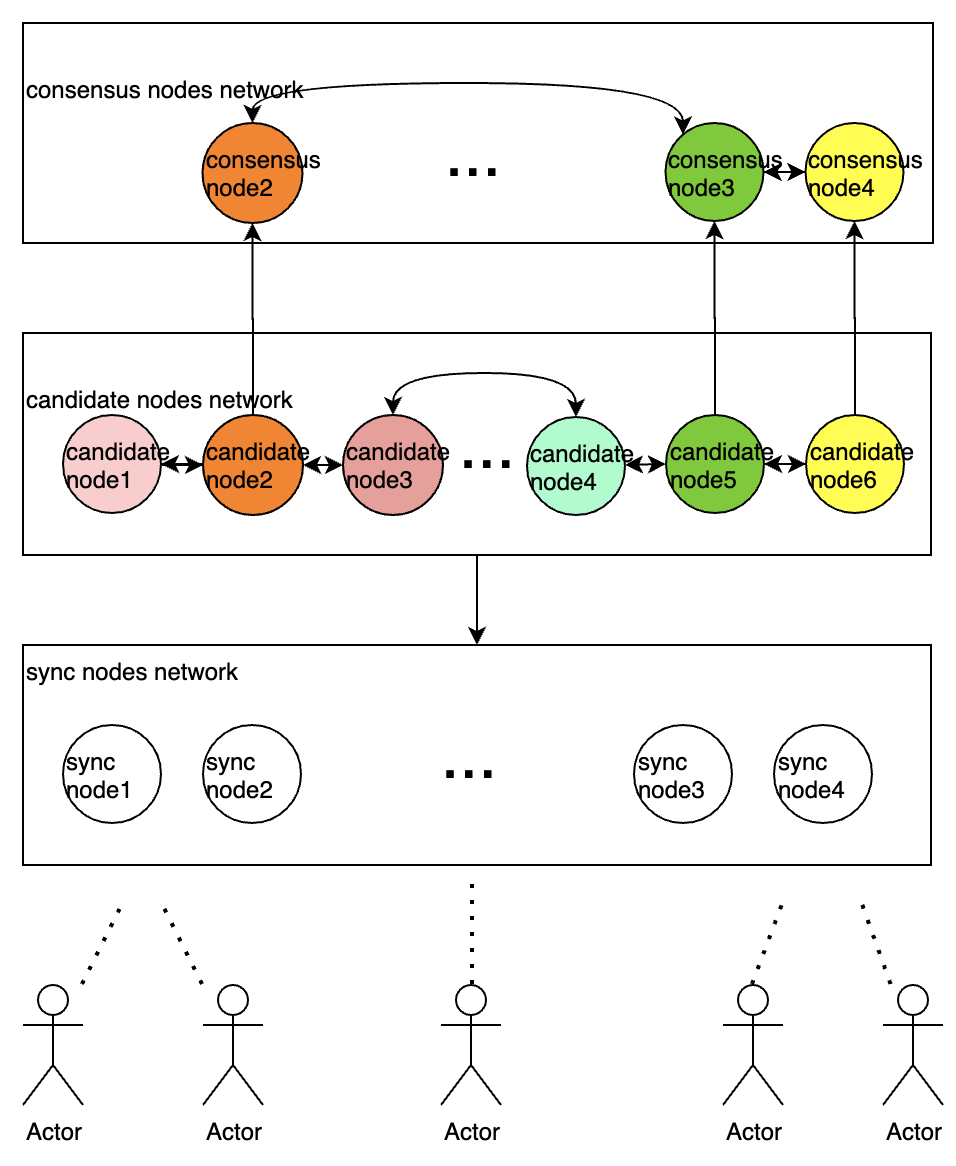 consensus nodes network
consensus
node2
...
consensus
node3
consensus
node4
candidate nodes network
candidate
node1
candidate
node2
candidate
node3
...
candidate
node4
candidate
node5
candidate
node6
sync nodes network
sync
node1
sync
node2
...
sync
node3
sync
node4
Actor
Actor
Actor
Actor
Actor